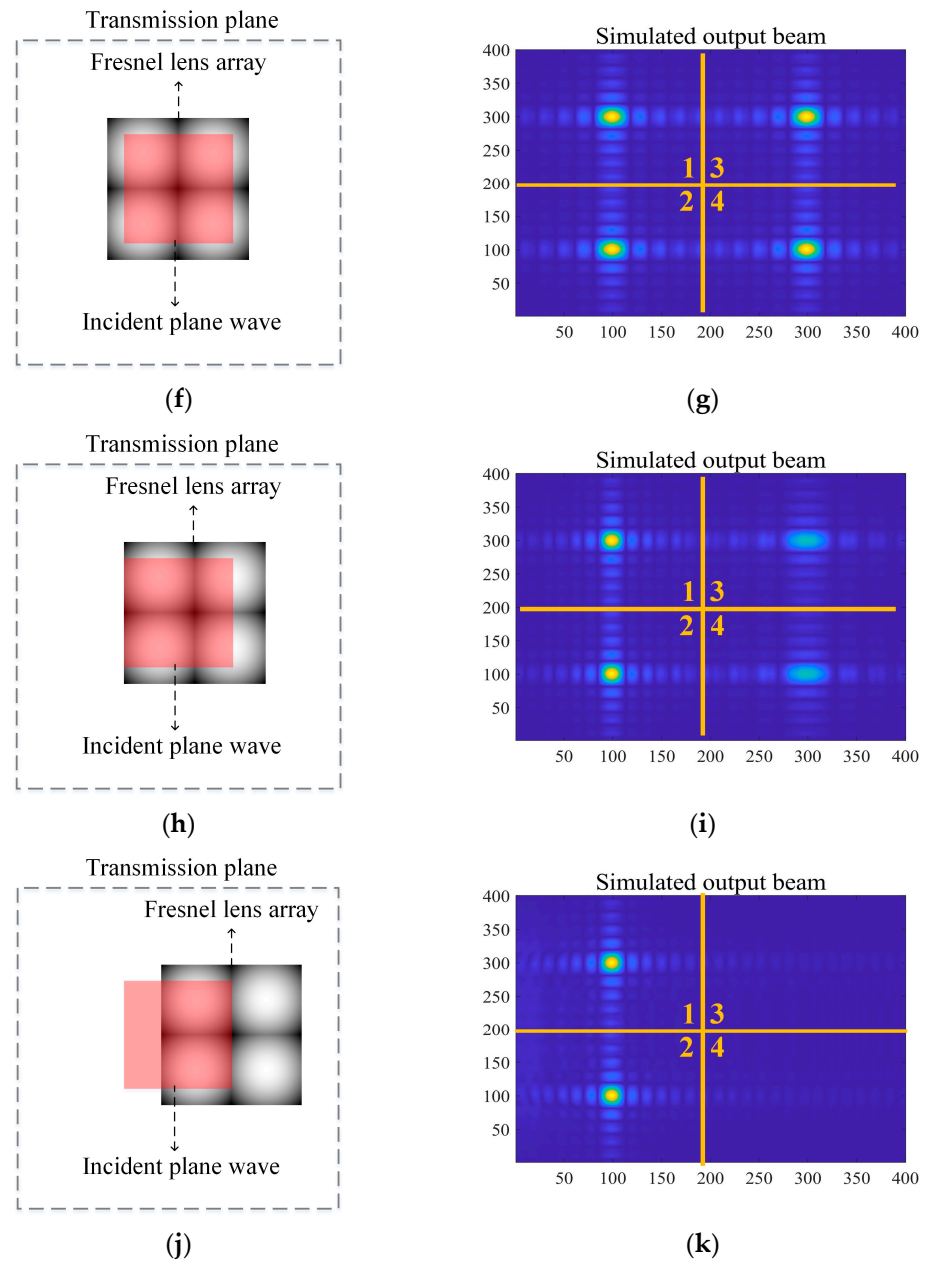 Transmission plane
Fresnel lens array
Incident plane wave
(f)
Simulated output beam
400
350
300
250
200
150
100
50
1 3
2 4
50 100 150 200 250 300 350 400
(g)
Transmission plane
Fresnel lens array
Incident plane wave
(h)
Simulated output beam
400
350
300
250
200
150
100
50
1 3
2 4
50 100 150 200 250 300 350 400
(i)
Transmission plane
Fresnel lens array
Incident plane wave
(j)
Simulated output beam
400
350
300
250
200
150
100
50
1 3
2 4
50 100 150 200 250 300 350 400
(k)